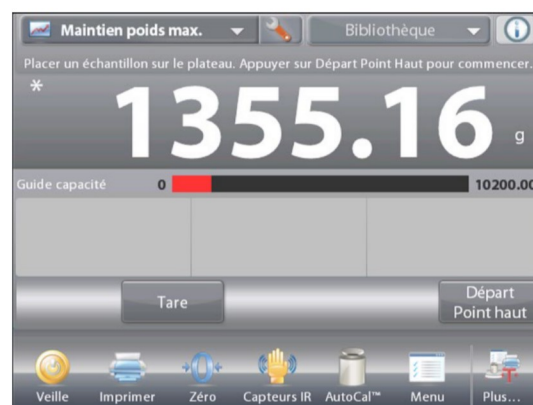 Maintien poids max.
Bibliothèque
Placer un échantillon sur le plateau. Appuyer sur Départ Point Haut pour commencer.
* 1355.16 g
Guide capacité 0 10200.00
Tare
Départ
Point haut
Veille Imprimer Zéro Capteurs IR AutoCal™ Menu Plus...